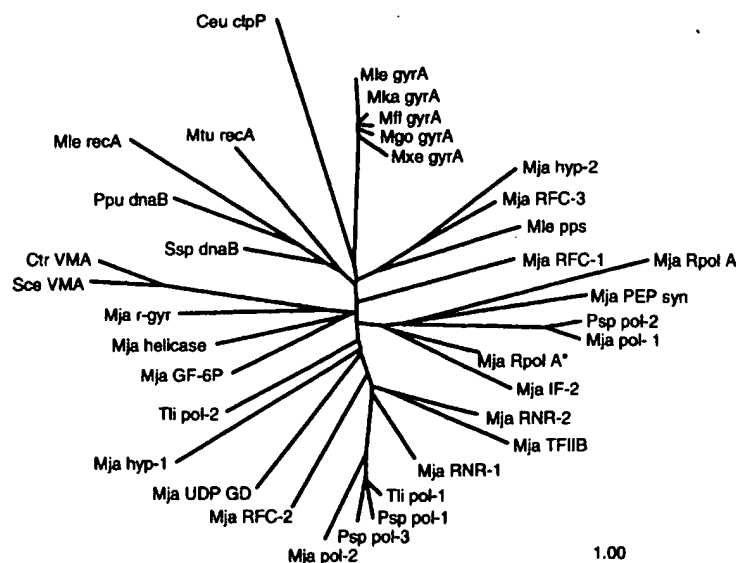 Ceu clpP
Mle gyrA
Mka gyrA
Mfl gyrA
Mgo gyrA
Mxe gyrA
Mtu recA
Mle recA
Mja hyp-2
Mja RFC-3
Ppu dnaB
Mle pps
Ssp dnaB
Ctr VMA
Mja RFC-1
Mja Rpol A'
Sce VMA
Mja PEP syn
Mja r-gyr
Psp pol-2
Mja helicase
Mja pol- 1
Mja Rpol A"
Mja GF-6P
Mja IF-2
Tli pol-2
Mja RNR-2
Mja TFIIB
Mja hyp-1
Mja RNR-1
Mja UDP GD
Tli pol-1
Mja RFC-2
Psp pol-1
Psp pol-3
Mja pol-2
1.00